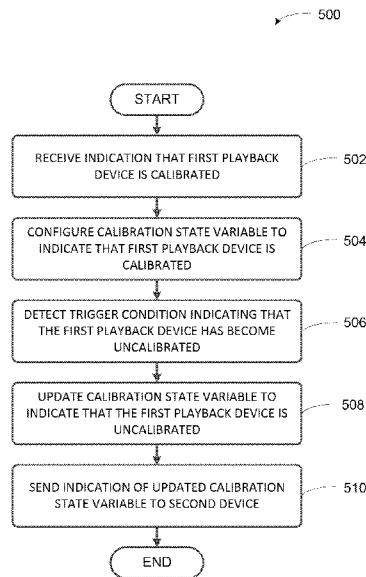 500
START
RECEIVE INDICATION THAT FIRST PLAYBACK
DEVICE IS CALIBRATED
502
CONFIGURE CALIBRATION STATE VARIABLE TO
INDICATE THAT FIRST PLAYBACK DEVICE IS
CALIBRATED
504
DETECT TRIGGER CONDITION INDICATING THAT
THE FIRST PLAYBACK DEVICE HAS BECOME
UNCALIBRATED
506
UPDATE CALIBRATION STATE VARIABLE TO
INDICATE THAT THE FIRST PLAYBACK DEVICE IS
UNCALIBRATED
508
SEND INDICATION OF UPDATED CALIBRATION
STATE VARIABLE TO SECOND DEVICE
510
END